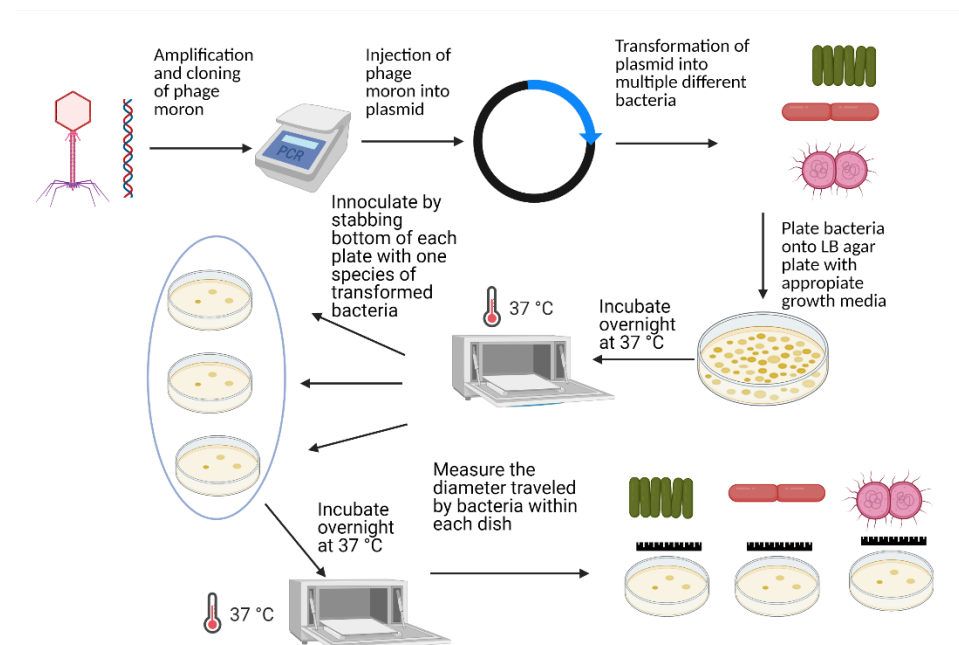 Amplification
and cloning
of phage
moron
Injection of
phage
moron into
plasmid
Transformation of
plasmid into
multiple different
bacteria
PCR
Plate bacteria
onto LB agar
plate with
appropiate
growth media
Incubate
overnight
at 37 °C
37 °C
Innoculate by
stabbing
bottom of each
plate with one
species of
transformed
bacteria
Incubate
overnight
at 37 °C
37 °C
Measure the
diameter traveled
by bacteria within
each dish